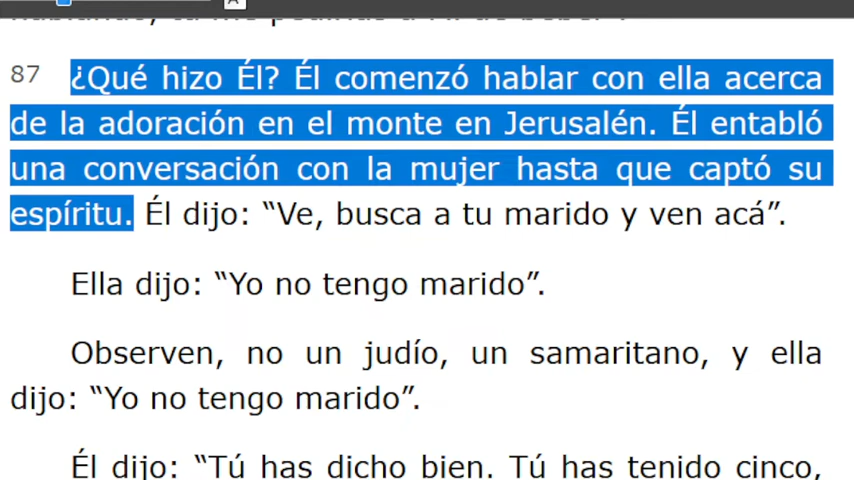 87 ¿Qué hizo Él? Él comenzó hablar con ella acerca
de la adoración en el monte en Jerusalén. Él entabló
una conversación con la mujer hasta que captó su
espíritu. Él dijo: “Ve, busca a tu marido y ven acá”.
Ella dijo: “Yo no tengo marido”.
Observen, no un judío, un samaritano, y ella
dijo: “Yo no tengo marido”.
Él dijo: “Tú has dicho bien. Tú has tenido cinco,